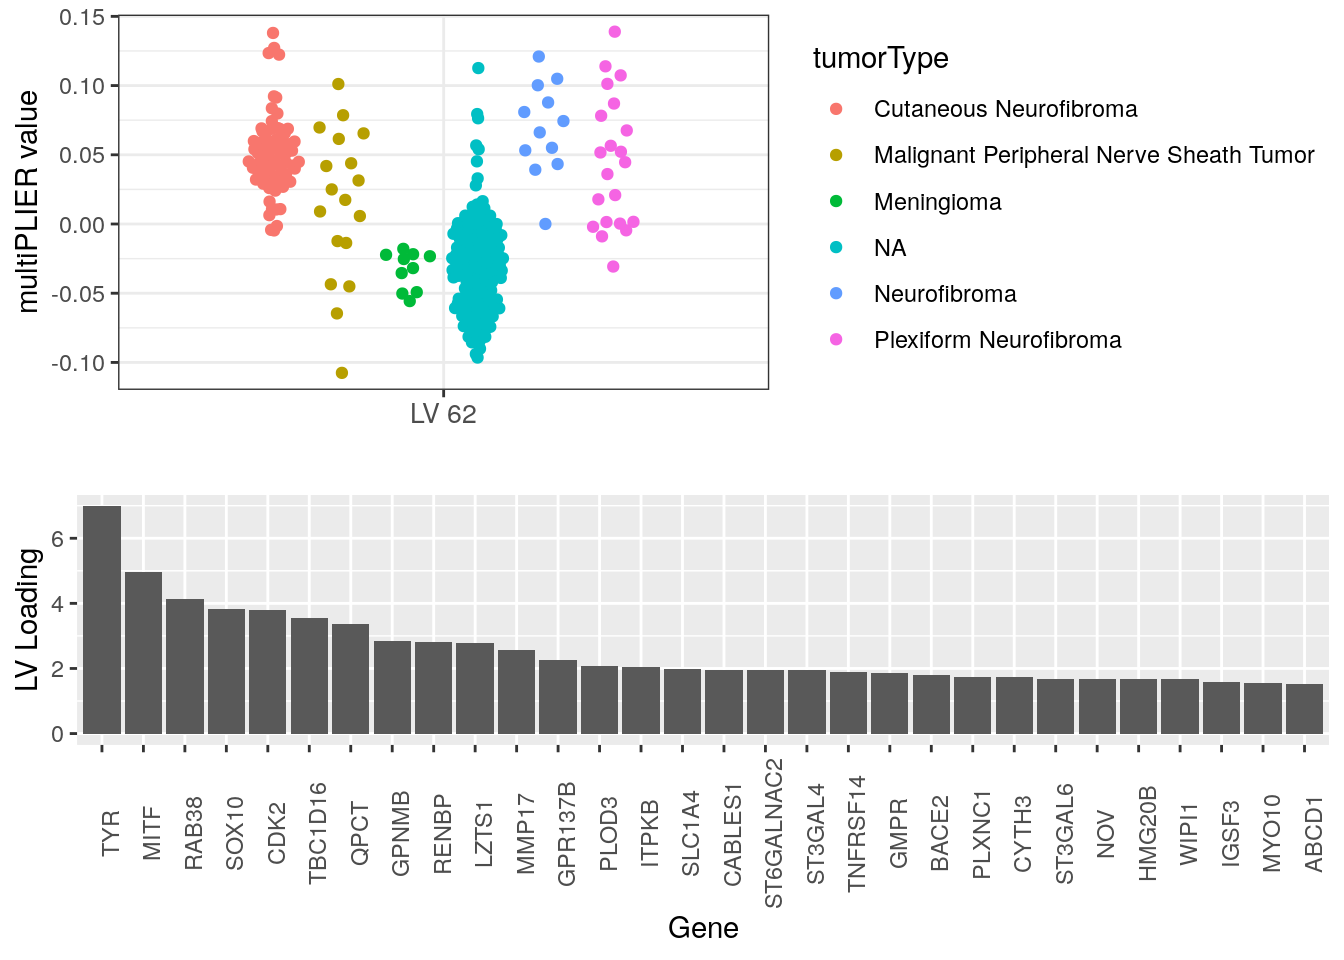 multiPLIER value
0.15
0.10
0.05
0.00
-0.05
-0.10
LV 62
tumorType
Cutaneous Neurofibroma
Malignant Peripheral Nerve Sheath Tumor
Meningioma
NA
Neurofibroma
Plexiform Neurofibroma
LV Loading
6
4
2
0
TYR
MITF
RAB38
SOX10
CDK2
TBC1D16
QPCT
GPNMB
RENBP
LZTS1
MMP17
GPR137B
PLOD3
ITPKB
SLC1A4
CABLES1
ST6GALNAC2
ST3GAL4
TNFRSF14
GMPR
BACE2
PLXNC1
CYTH3
ST3GAL6
NOV
HMG20B
WIPI1
IGSF3
MYO10
ABCD1
Gene